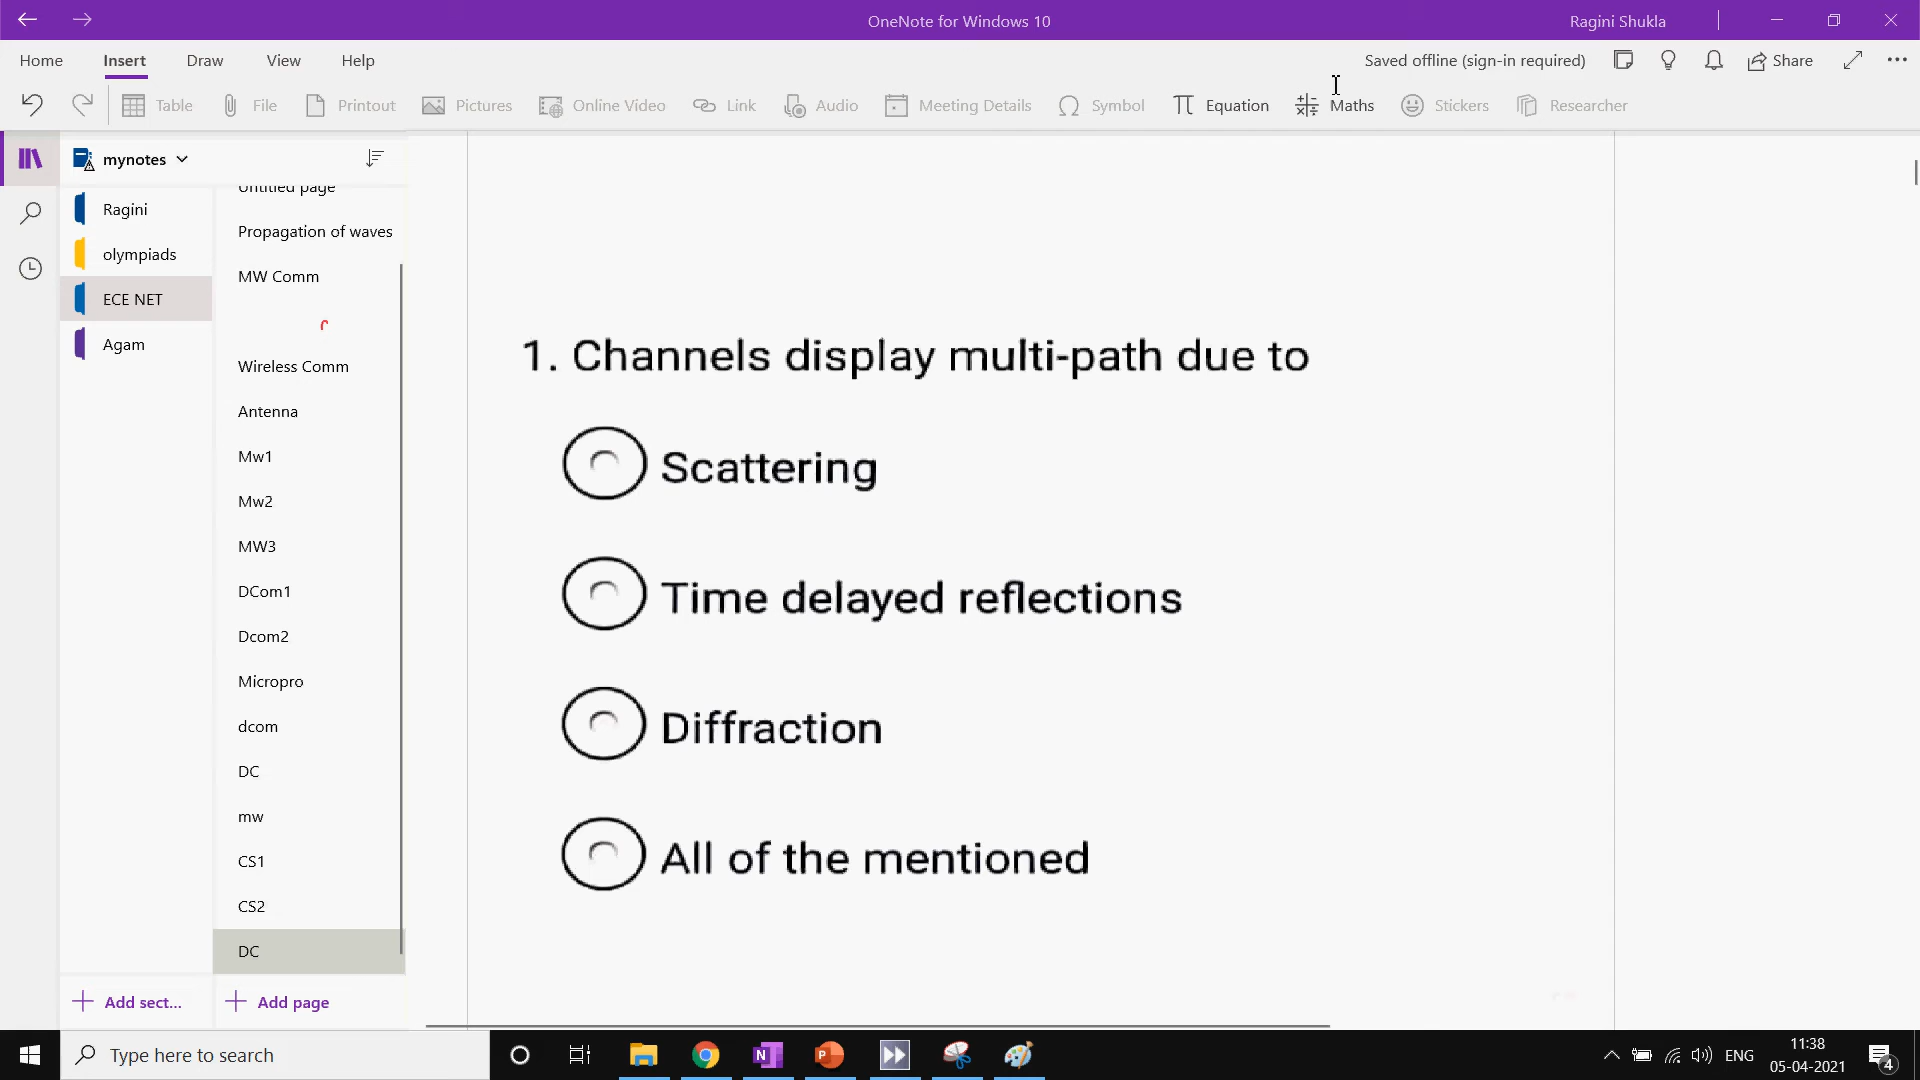 OneNote for Windows 10
Ragini Shukla
Home
Insert
Draw
View
Help
Saved offline (sign-in required)
Share
Table
File
Printout
Pictures
Online Video
Link
Audio
Meeting Details
Symbol
Equation
Maths
Stickers
Researcher
mynotes
Ragini
olympiads
ECE NET
Agam
Untitled page
Propagation of waves
MW Comm
Wireless Comm
Antenna
Mw1
Mw2
MW3
DCom1
Dcom2
Micropro
dcom
DC
mw
CS1
CS2
DC
Add sect...
Add page
1. Channels display multi-path due to
Scattering
Time delayed reflections
Diffraction
All of the mentioned
Type here to search
ENG
11:38
05-04-2021
4